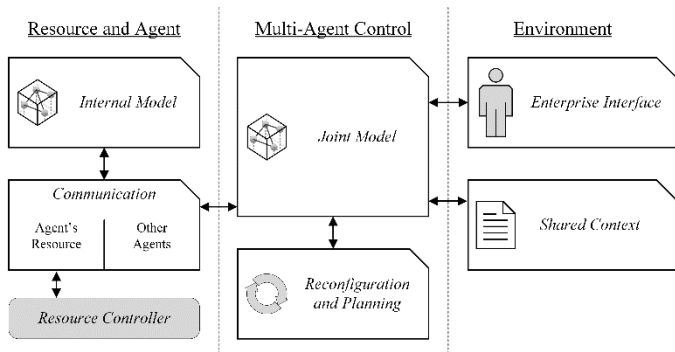 Resource and Agent
Multi-Agent Control
Environment
Internal Model
Joint Model
Enterprise Interface
Communication
Agent's
Resource
Other
Agents
Shared Context
Reconfiguration
and Planning
Resource Controller